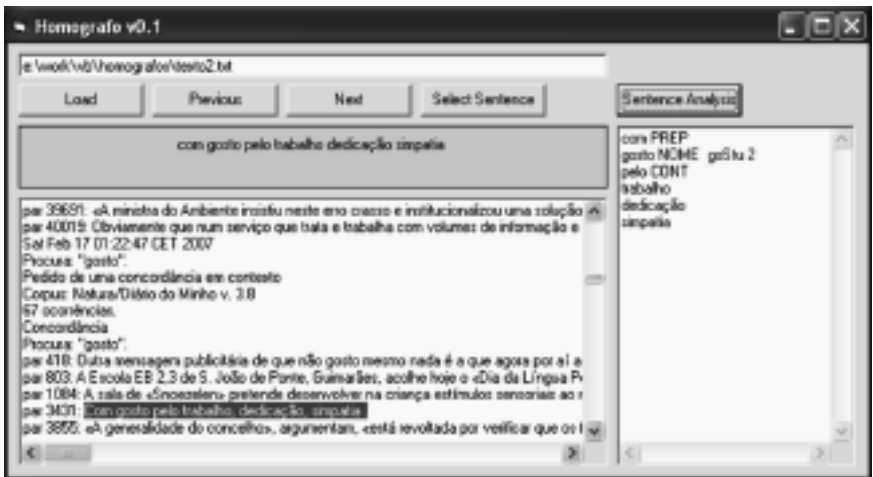 Homografo v0.1
e:\work\vb\homografos\texto2.txt
Load Previous Next Select Sentence Sentence Analysis
com gosto pelo trabalho dedicação simpatia
par 39691: «A ministra do Ambiente insistiu neste erro crasso e institucionalizou uma solução
par 40019: Obviamente que num serviço que trata e trabalha com volumes de informação e
Sat Feb 17 01:22:47 CET 2007
Procura: "gosto".
Pedido de uma concordância em contexto
Corpus: Natura/Diário do Minho v. 3.8
67 ocorrências.
Concordância
Procura: "gosto".
par 418: Outra mensagem publicitária de que não gosto mesmo nada é a que agora por aí a
par 803: A Escola EB 2,3 de S. João de Ponte, Guimarães, acolhe hoje o «Dia da Língua P
par 1084: A sala de «Snoezelen» pretende desenvolver na criança estímulos sensoriais ao
par 3431: Com gosto pelo trabalho, dedicação, simpatia
par 3855: «A generalidade do concelho», argumentam, «está revoltada por verificar que os
com PREP
gosto NOME goStu 2
pelo CONT
trabalho
dedicação
simpatia